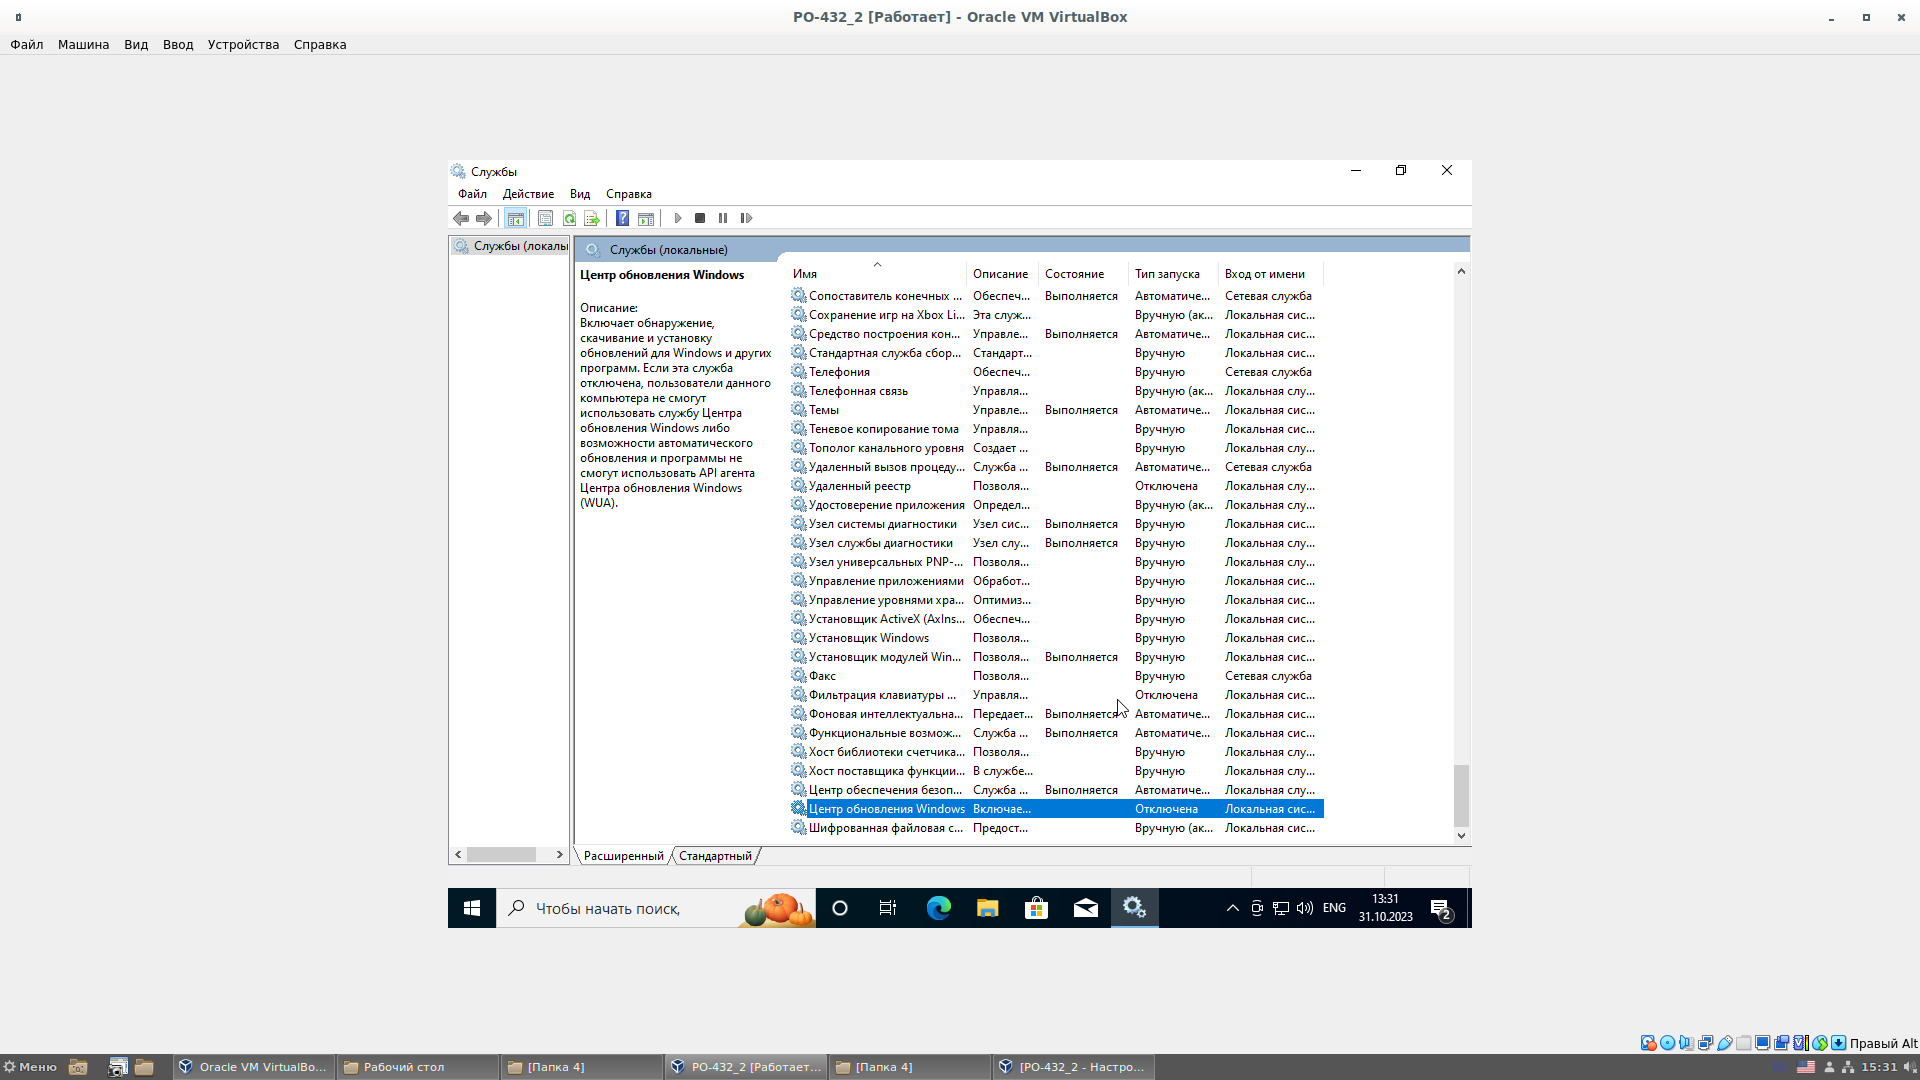 PO-432_2 [Работает] - Oracle VM VirtualBox
Файл Машина Вид Ввод Устройства Справка
Службы
Файл Действие Вид Справка
Службы (локаль
Службы (локальные)
Центр обновления Windows
Описание:
Включает обнаружение,
скачивание и установку
обновлений для Windows и других
программ. Если эта служба
отключена, пользователи данного
компьютера не смогут
использовать службу Центра
обновления Windows либо
возможности автоматического
обновления и программы не
смогут использовать API агента
Центра обновления Windows
(WUA).
Имя Описание Состояние Тип запуска Вход от имени
Сопоставитель конечных ... Обеспеч... Выполняется Автоматиче... Сетевая служба
Сохранение игр на Xbox Li... Эта служ... Вручную (ак... Локальная сис...
Средство построения кон... Управле... Выполняется Автоматиче... Локальная сис...
Стандартная служба сбор... Стандарт... Вручную Локальная сис...
Телефония Обеспеч... Вручную Сетевая служба
Телефонная связь Управля... Вручную (ак... Локальная слу...
Темы Управле... Выполняется Автоматиче... Локальная сис...
Теневое копирование тома Управля... Вручную Локальная сис...
Тополог канального уровня Создает ... Вручную Локальная слу...
Удаленный вызов процеду... Служба ... Выполняется Автоматиче... Сетевая служба
Удаленный реестр Позволя... Отключена Локальная слу...
Удостоверение приложения Определ... Вручную (ак... Локальная слу...
Узел системы диагностики Узел сис... Выполняется Вручную Локальная сис...
Узел службы диагностики Узел слу... Выполняется Вручную Локальная слу...
Узел универсальных PNP-... Позволя... Вручную Локальная слу...
Управление приложениями Обработ... Вручную Локальная сис...
Управление уровнями хра... Оптимиз... Вручную Локальная сис...
Установщик ActiveX (AxIns... Обеспеч... Вручную Локальная сис...
Установщик Windows Позволя... Вручную Локальная сис...
Установщик модулей Win... Позволя... Выполняется Вручную Локальная сис...
Факс Позволя... Вручную Сетевая служба
Фильтрация клавиатуры ... Управля... Отключена Локальная сис...
Фоновая интеллектуальна... Передает... Выполняется Автоматиче... Локальная сис...
Функциональные возмож... Служба ... Выполняется Автоматиче... Локальная сис...
Хост библиотеки счетчика... Позволя... Вручную Локальная слу...
Хост поставщика функции... В службе... Вручную Локальная слу...
Центр обеспечения безоп... Служба ... Выполняется Автоматиче... Локальная слу...
Центр обновления Windows Включае... Отключена Локальная сис...
Шифрованная файловая с... Предост... Вручную (ак... Локальная сис...
Расширенный Стандартный
Чтобы начать поиск,
ENG
13:31
31.10.2023
2
Правый Alt
Меню
Oracle VM VirtualBo...
Рабочий стол
[Папка 4]
PO-432_2 [Работает...
[Папка 4]
[PO-432_2 - Настро...
15:31